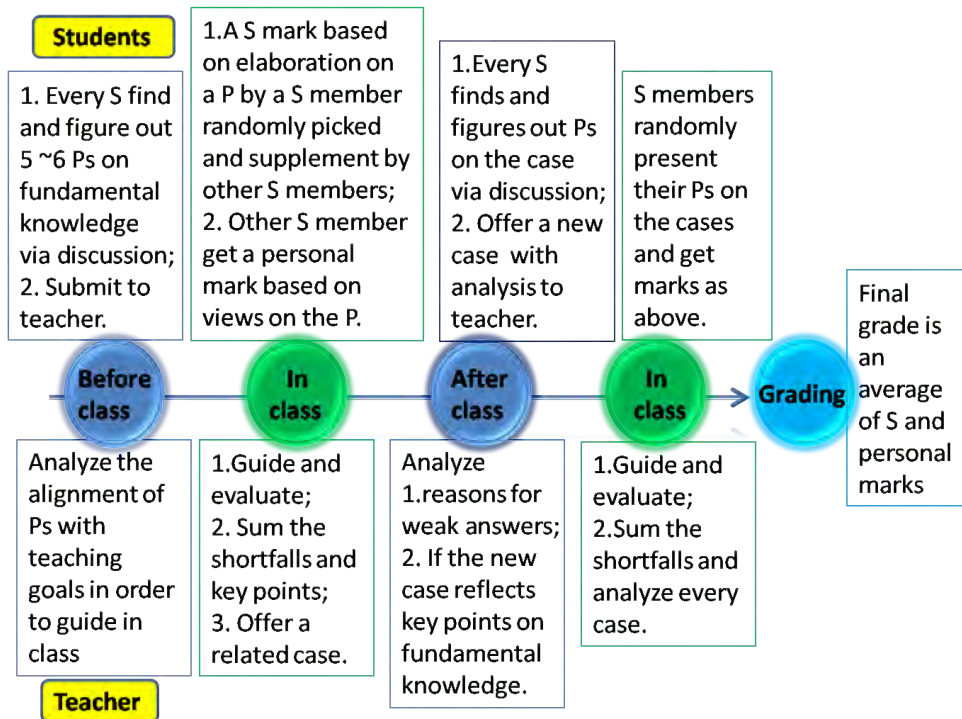 Students
1. Every S find
and figure out
5 ~6 Ps on
fundamental
knowledge
via discussion;
2. Submit to
teacher.
1.A S mark based
on elaboration on
a P by a S member
randomly picked
and supplement by
other S members;
2. Other S member
get a personal
mark based on
views on the P.
1.Every S
finds and
figures out Ps
on the case
via discussion;
2. Offer a new
case with
analysis to
teacher.
S members
randomly
present
their Ps on
the cases
and get
marks as
above.
Before
class
In
class
After
class
In
class
Grading
Final
grade is
an
average
of S and
personal
marks
Analyze the
alignment of
Ps with
teaching
goals in order
to guide in
class
1.Guide and
evaluate;
2. Sum the
shortfalls and
key points;
3. Offer a
related case.
Analyze
1.reasons for
weak answers;
2. If the new
case reflects
key points on
fundamental
knowledge.
1.Guide and
evaluate;
2.Sum the
shortfalls and
analyze every
case.
Teacher